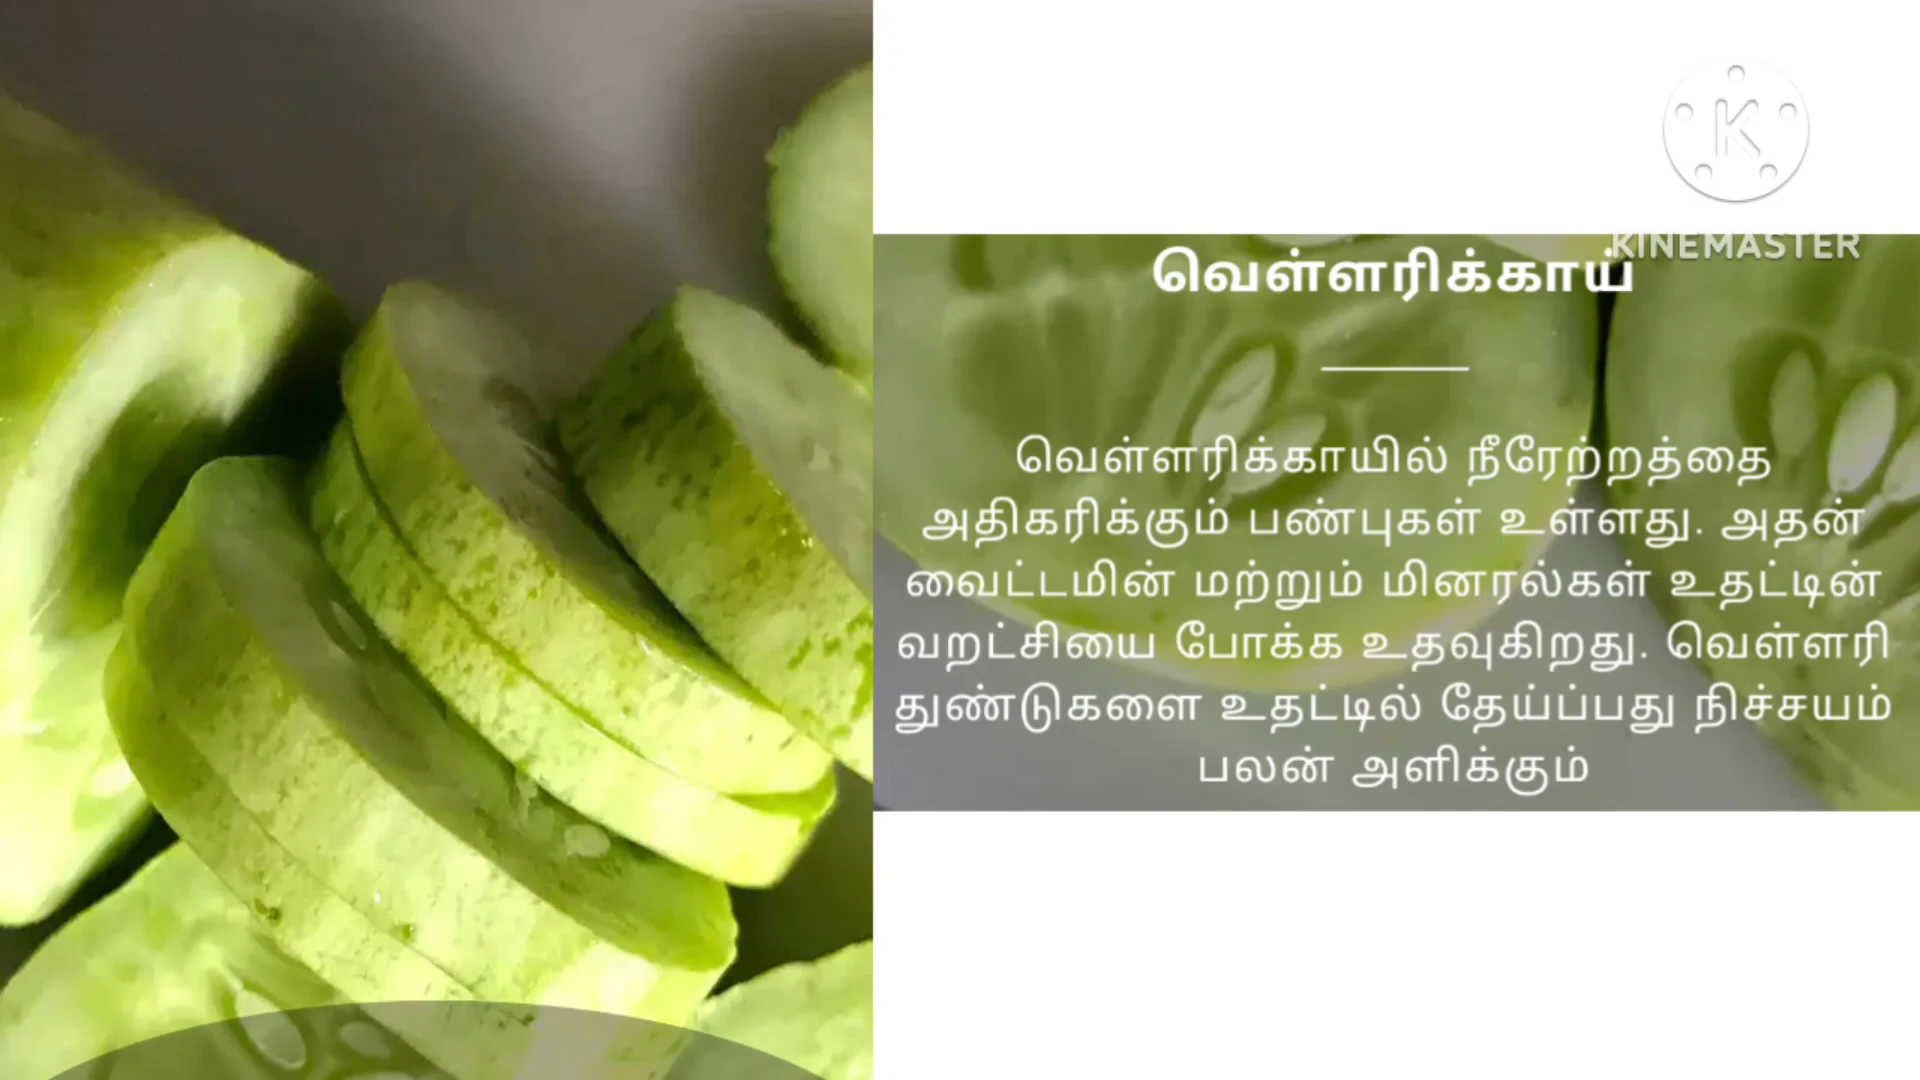 K
KINEMASTER
வெள்ளரிக்காய்
வெள்ளரிக்காயில் நீரேற்றத்தை
அதிகரிக்கும் பண்புகள் உள்ளது. அதன்
வைட்டமின் மற்றும் மினரல்கள் உதட்டின்
வறட்சியை போக்க உதவுகிறது. வெள்ளரி
துண்டுகளை உதட்டில் தேய்ப்பது நிச்சயம்
பலன் அளிக்கும்